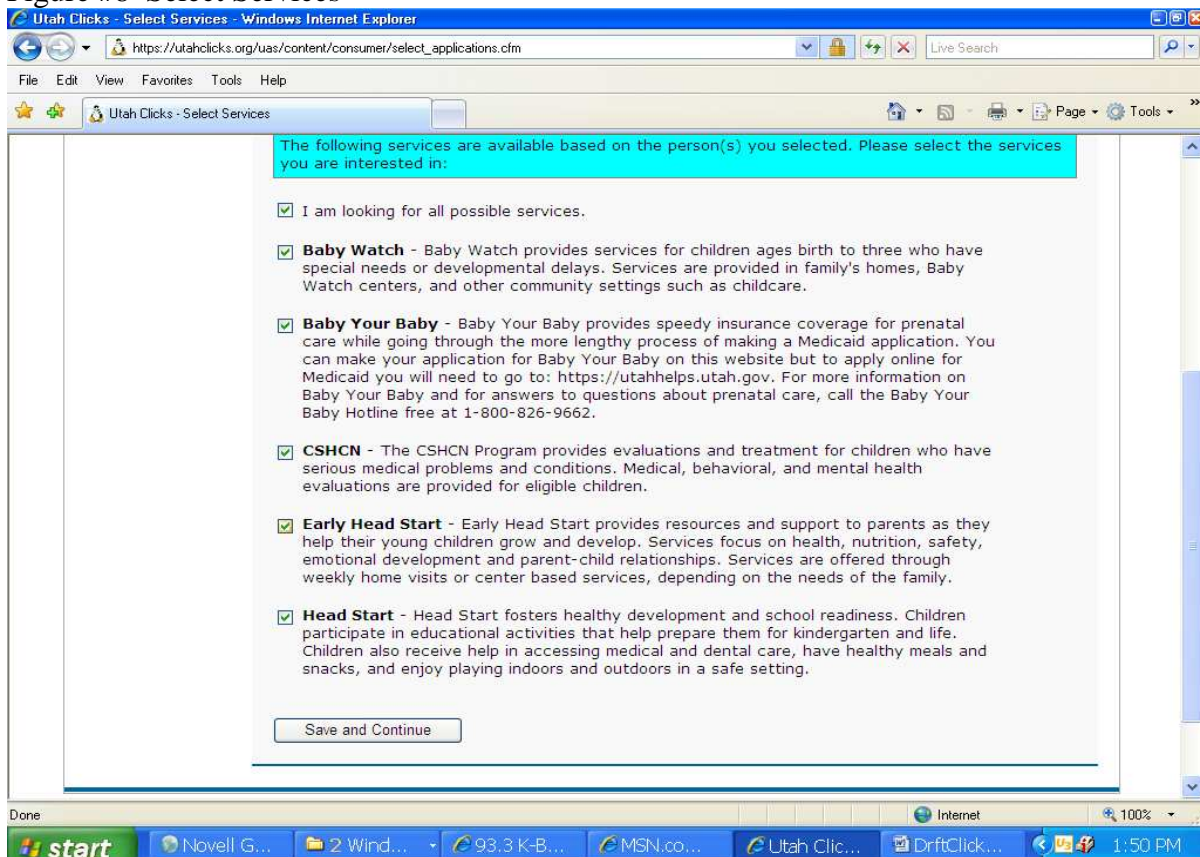 Figure #8 Select Services
Utah Clicks - Select Services - Windows Internet Explorer
https://utahclicks.org/uas/content/consumer/select_applications.cfm
Live Search
File Edit View Favorites Tools Help
Utah Clicks - Select Services
Page Tools
The following services are available based on the person(s) you selected. Please select the services
you are interested in:
I am looking for all possible services.
Baby Watch - Baby Watch provides services for children ages birth to three who have
special needs or developmental delays. Services are provided in family's homes, Baby
Watch centers, and other community settings such as childcare.
Baby Your Baby - Baby Your Baby provides speedy insurance coverage for prenatal
care while going through the more lengthy process of making a Medicaid application. You
can make your application for Baby Your Baby on this website but to apply online for
Medicaid you will need to go to: https://utahhelps.utah.gov. For more information on
Baby Your Baby and for answers to questions about prenatal care, call the Baby Your
Baby Hotline free at 1-800-826-9662.
CSHCN - The CSHCN Program provides evaluations and treatment for children who have
serious medical problems and conditions. Medical, behavioral, and mental health
evaluations are provided for eligible children.
Early Head Start - Early Head Start provides resources and support to parents as they
help their young children grow and develop. Services focus on health, nutrition, safety,
emotional development and parent-child relationships. Services are offered through
weekly home visits or center based services, depending on the needs of the family.
Head Start - Head Start fosters healthy development and school readiness. Children
participate in educational activities that help prepare them for kindergarten and life.
Children also receive help in accessing medical and dental care, have healthy meals and
snacks, and enjoy playing indoors and outdoors in a safe setting.
Save and Continue
Done
Internet
100%
start
Novell G...
2 Wind...
93.3 K-B...
MSN.co...
Utah Clic...
DrftClick...
1:50 PM